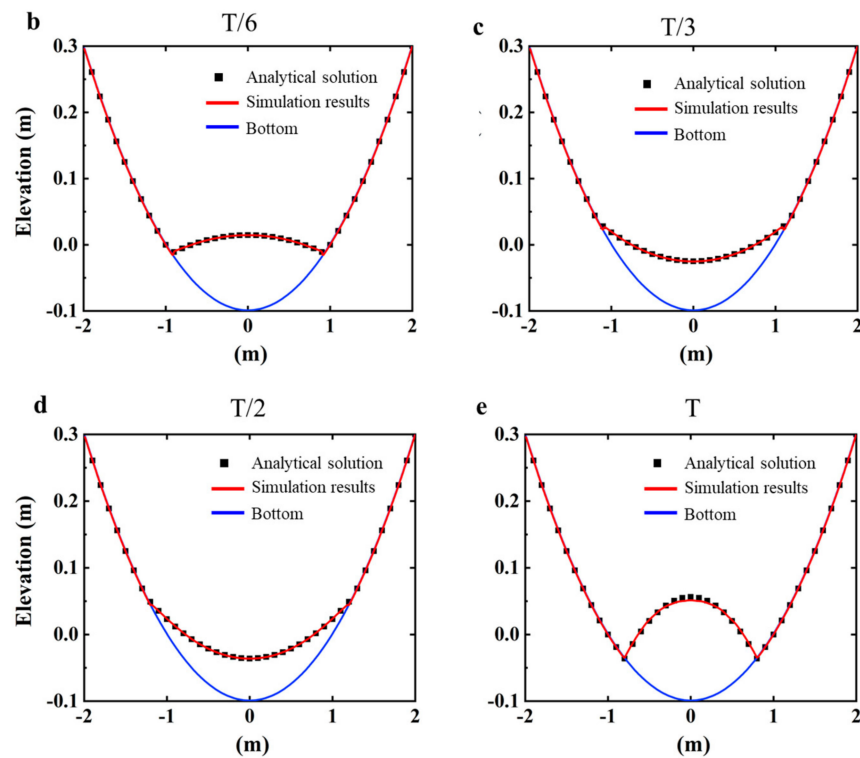 b
T/6
0.3
0.2
0.1
0.0
-0.1
Elevation (m)
Analytical solution
Simulation results
Bottom
-2
-1
0
1
2
(m)
c
T/3
0.3
0.2
0.1
0.0
-0.1
Analytical solution
Simulation results
Bottom
-2
-1
0
1
2
(m)
d
T/2
0.3
0.2
0.1
0.0
-0.1
Elevation (m)
Analytical solution
Simulation results
Bottom
-2
-1
0
1
2
(m)
e
T
0.3
0.2
0.1
0.0
-0.1
Analytical solution
Simulation results
Bottom
-2
-1
0
1
2
(m)